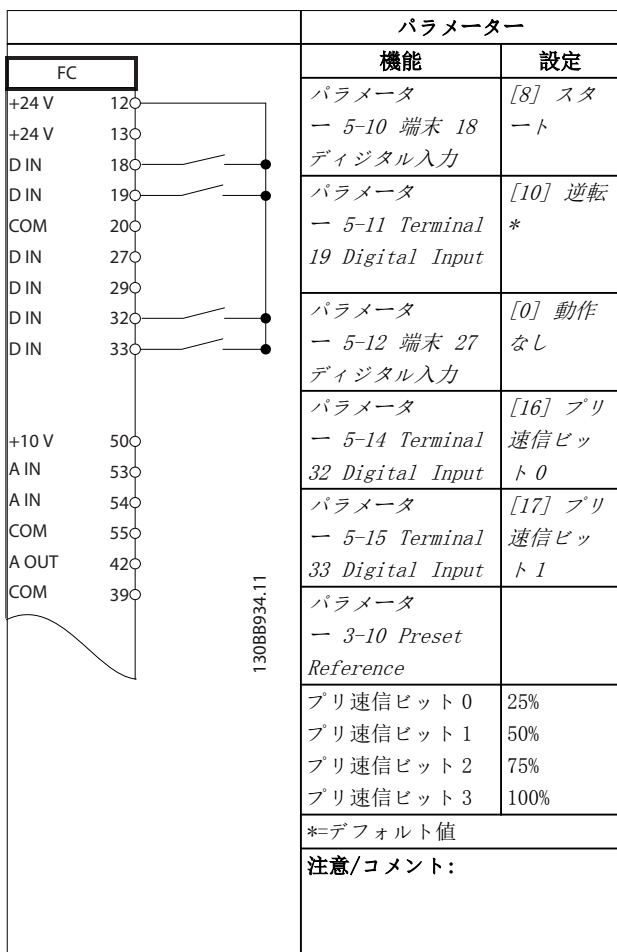 パラメーター
機能 設定
FC
+24 V 12
+24 V 13
D IN 18
D IN 19
COM 20
D IN 27
D IN 29
D IN 32
D IN 33
+10 V 50
A IN 53
A IN 54
COM 55
A OUT 42
COM 39
130BB934.11
パラメータ [8] スタ
ー 5-10 端末 18 ート
ディジタル入力
パラメータ [10] 逆転
ー 5-11 Terminal *
19 Digital Input
パラメータ [0] 動作
ー 5-12 端末 27 なし
ディジタル入力
パラメータ [16] プリ
ー 5-14 Terminal 速信ビッ
32 Digital Input ト 0
パラメータ [17] プリ
ー 5-15 Terminal 速信ビッ
33 Digital Input ト 1
パラメータ
ー 3-10 Preset
Reference
プリ速信ビット 0 25%
プリ速信ビット 1 50%
プリ速信ビット 2 75%
プリ速信ビット 3 100%
*=デフォルト値
注意/コメント: